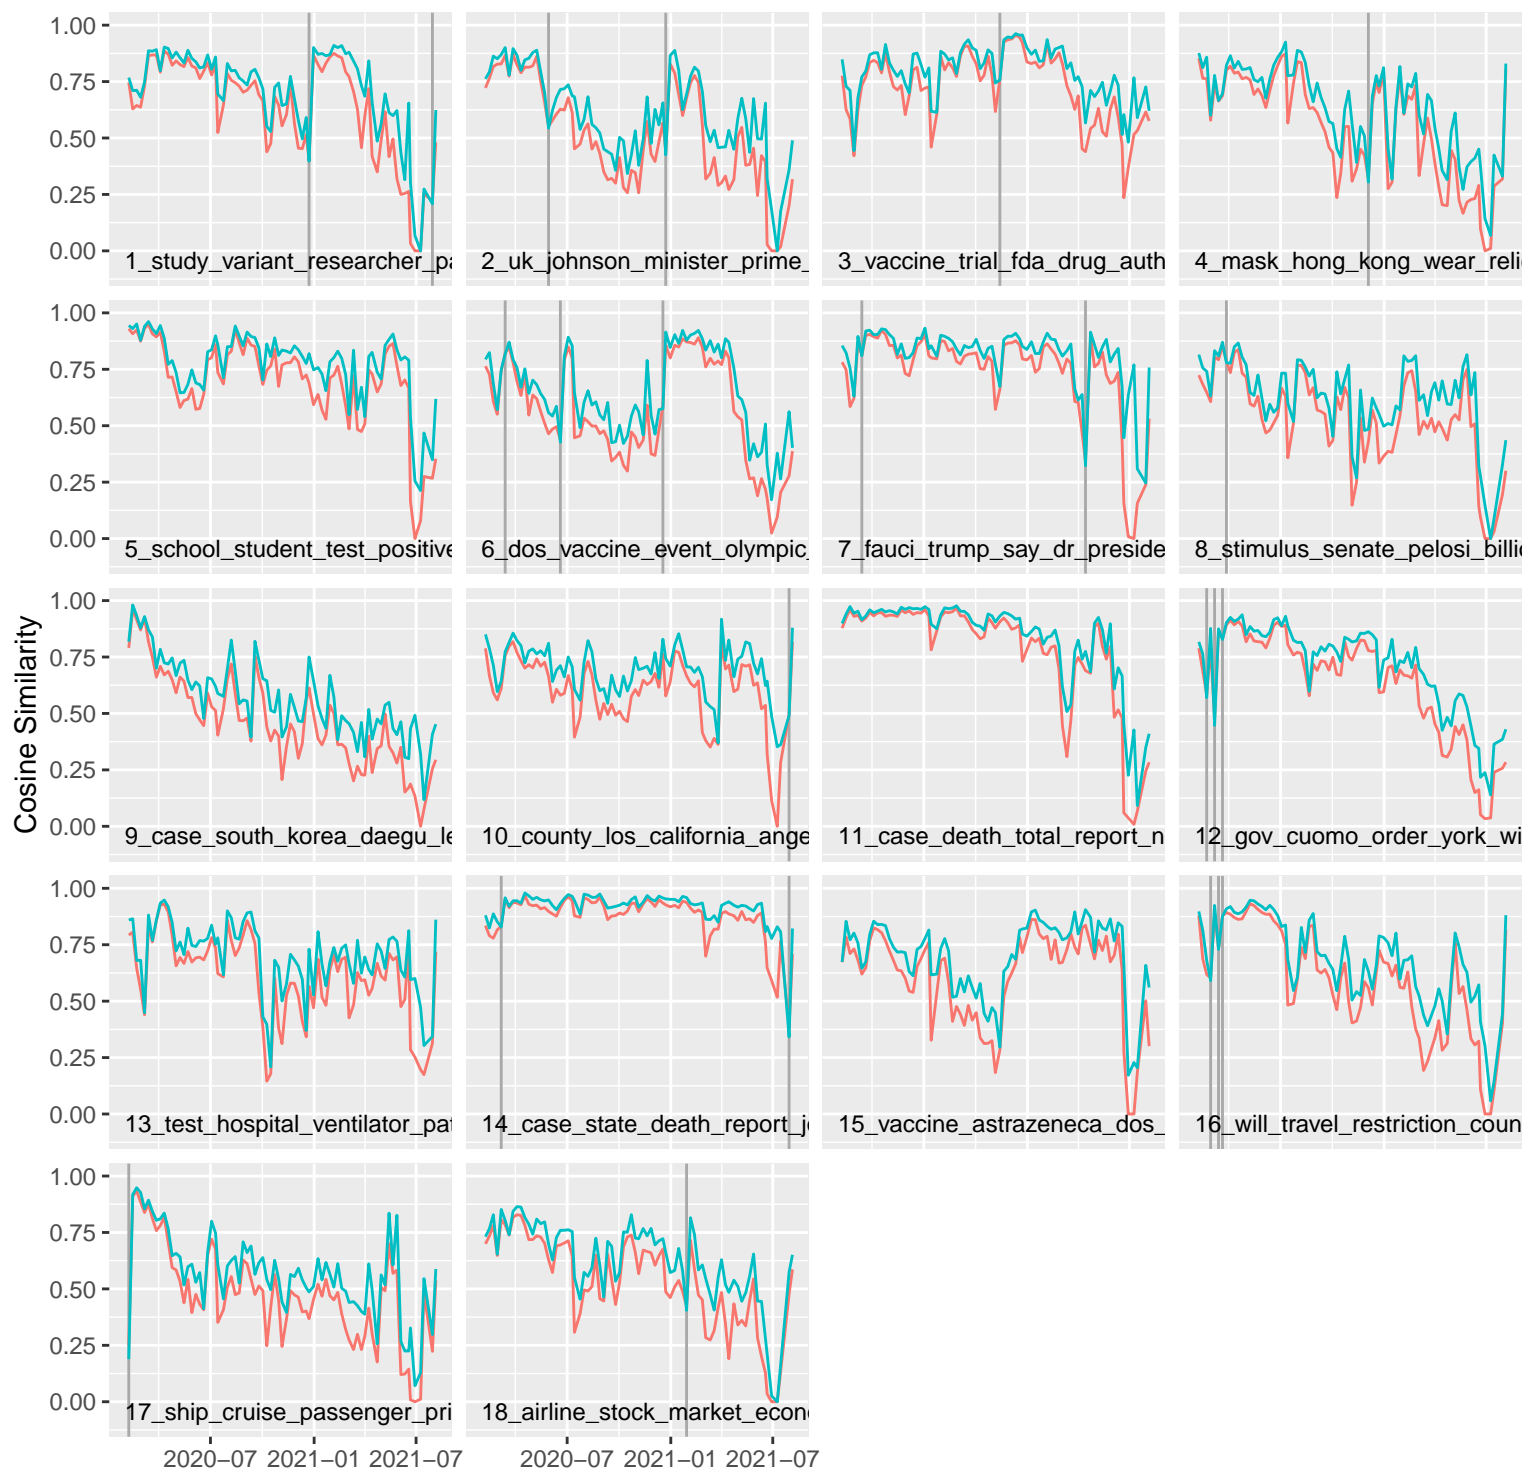 1.00
0.75
0.50
0.25
0.00
1_study_variant_researcher_pa
2_uk_johnson_minister_prime_
3_vaccine_trial_fda_drug_auth
4_mask_hong_kong_wear_reli
1.00
0.75
0.50
0.25
0.00
5_school_student_test_positive
6_dos_vaccine_event_olympic_
7_fauci_trump_say_dr_preside
8_stimulus_senate_pelosi_billi
Cosine Similarity
1.00
0.75
0.50
0.25
0.00
9_case_south_korea_daegu_le
10_county_los_california_ange
11_case_death_total_report_n
12_gov_cuomo_order_york_wi
1.00
0.75
0.50
0.25
0.00
13_test_hospital_ventilator_pat
14_case_state_death_report_j
15_vaccine_astrazeneca_dos_
16_will_travel_restriction_coun
1.00
0.75
0.50
0.25
0.00
17_ship_cruise_passenger_pri
18_airline_stock_market_econ
2020−07 2021−01 2021−07
2020−07 2021−01 2021−07